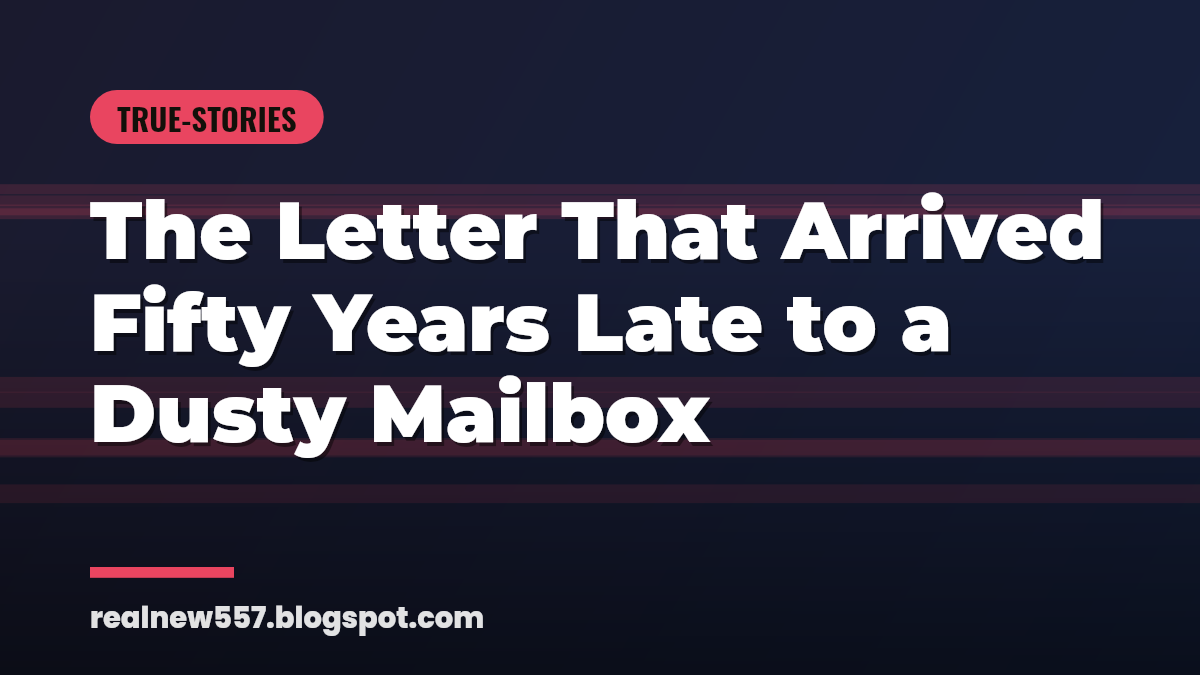 TRUE-STORIES
The Letter That Arrived
Fifty Years Late to a
Dusty Mailbox
realnew557.blogspot.com